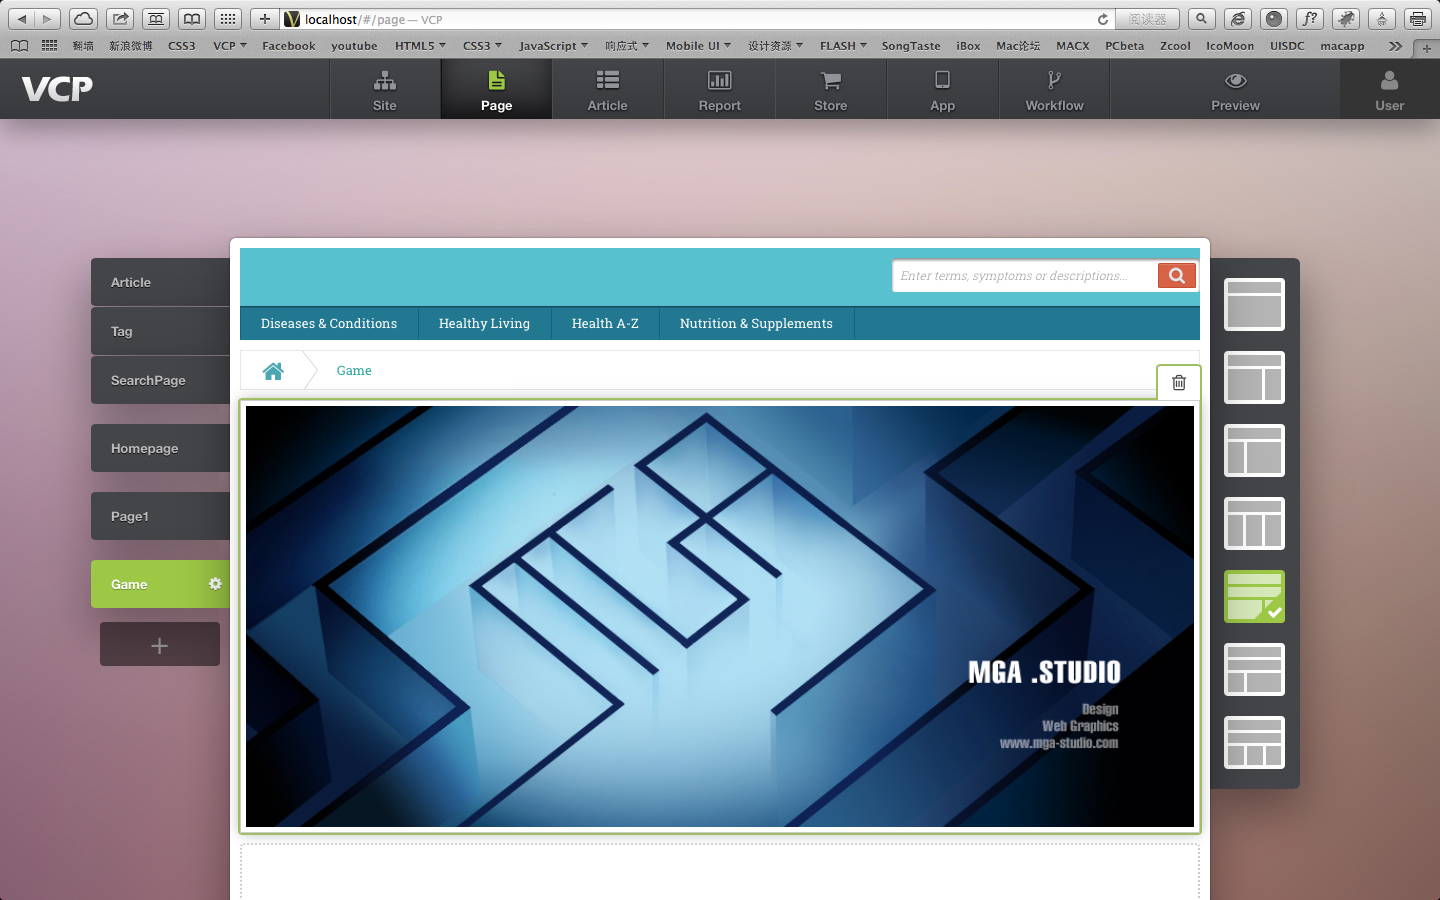 localhost/#/page — VCP
阅读器
f?
翻墙 新浪微博 CSS3 VCP Facebook youtube HTML5 CSS3 JavaScript 响应式 Mobile UI 设计资源 FLASH SongTaste iBox Mac论坛 MACX PCbeta Zcool IcoMoon UISDC macapp
VCP
Site Page Article Report Store App Workflow Preview User
Article
Tag
SearchPage
Homepage
Page1
Game
Enter terms, symptoms or descriptions...
Diseases & Conditions Healthy Living Health A-Z Nutrition & Supplements
Game
MGA .STUDIO
Design
Web Graphics
www.mga-studio.com